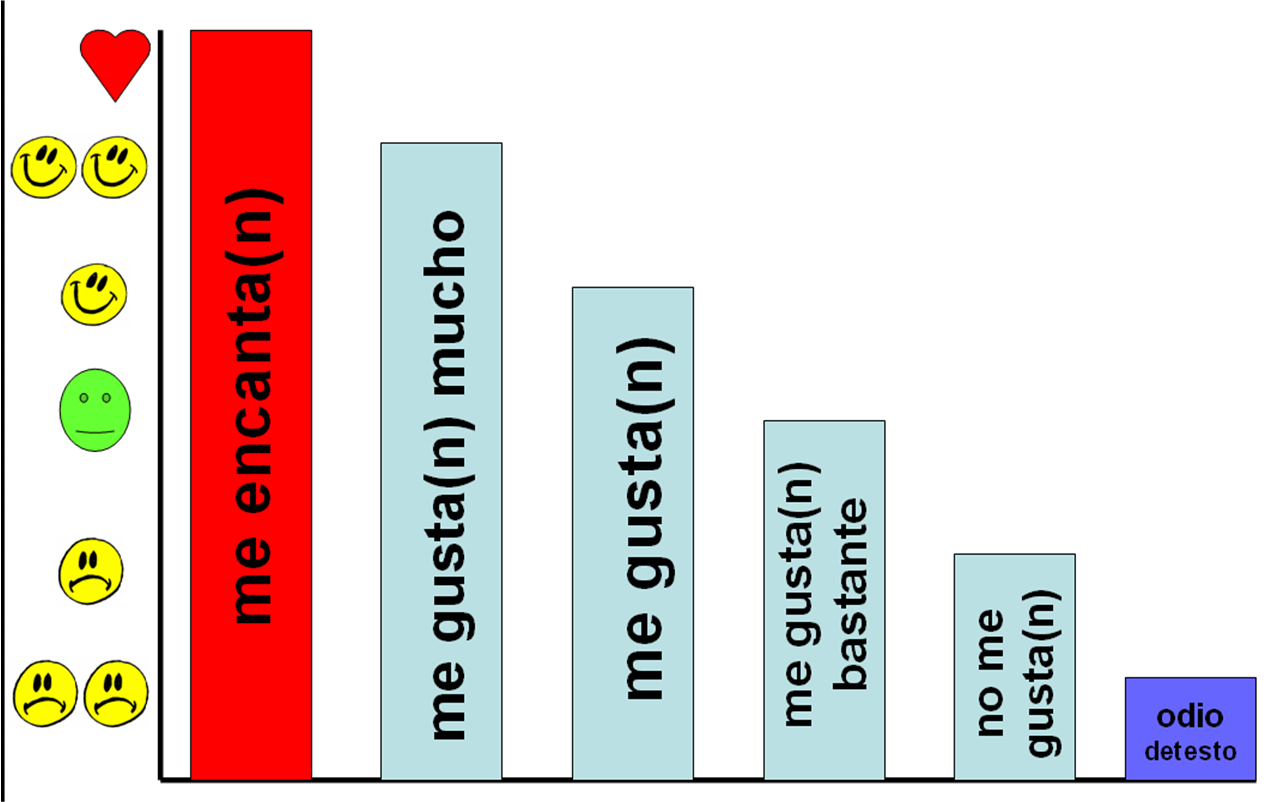 me encanta(n)
me gusta(n) mucho
me gusta(n)
me gusta(n)
bastante
no me
gusta(n)
odio
detesto